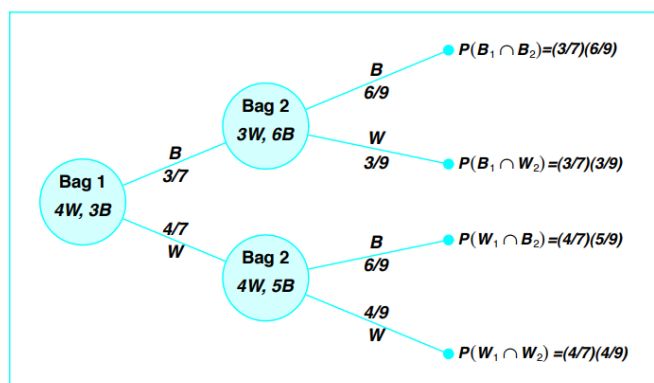 B
6/9
P(B₁ ∩ B₂)=(3/7)(6/9)
Bag 2
3W, 6B
W
3/9
P(B₁ ∩ W₂)=(3/7)(3/9)
B
3/7
Bag 1
4W, 3B
4/7
W
B
6/9
P(W₁ ∩ B₂)=(4/7)(5/9)
Bag 2
4W, 5B
4/9
W
P(W₁ ∩ W₂)=(4/7)(4/9)